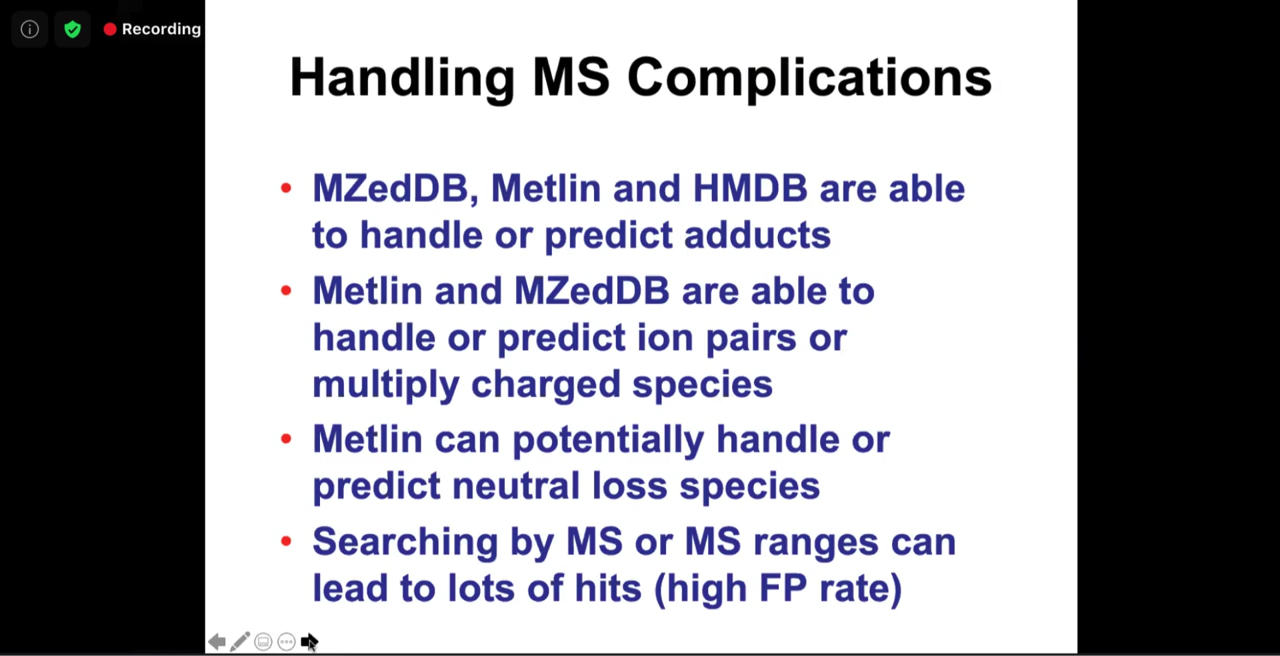 Recording
Handling MS Complications
• MZedDB, Metlin and HMDB are able
to handle or predict adducts
• Metlin and MZedDB are able to
handle or predict ion pairs or
multiply charged species
• Metlin can potentially handle or
predict neutral loss species
• Searching by MS or MS ranges can
lead to lots of hits (high FP rate)